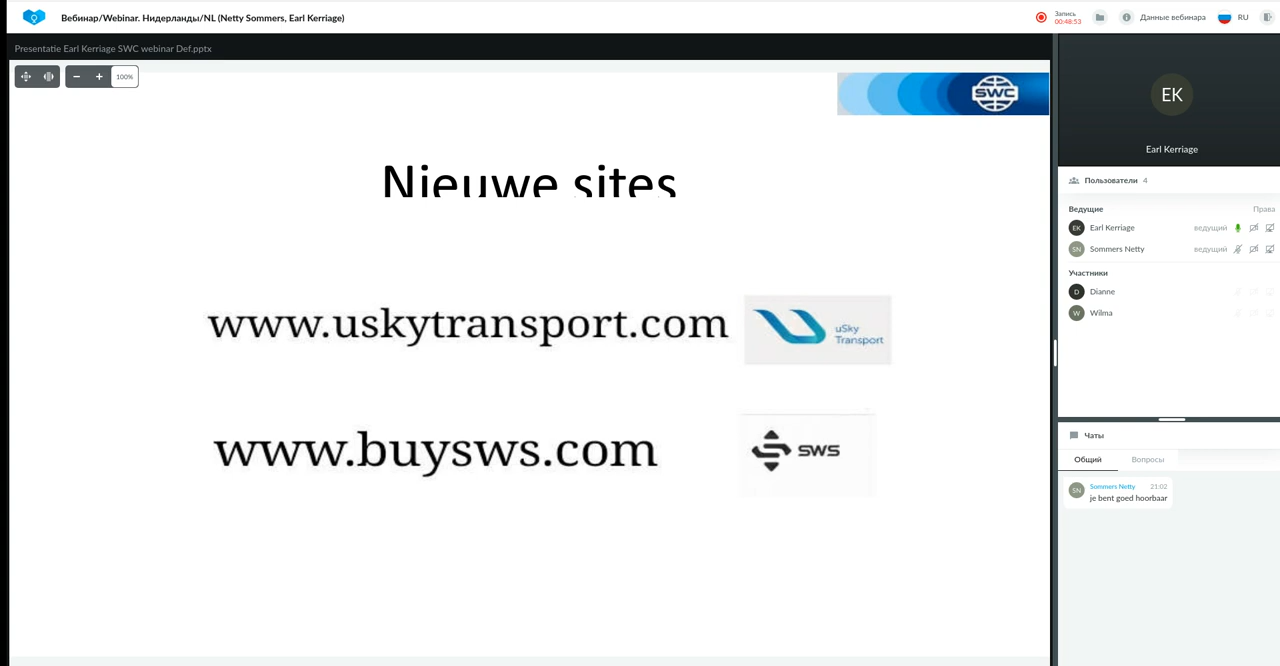 Вебинар/Webinar. Нидерланды/NL (Netty Sommers, Earl Kerriage)
Запись
00:48:53
Данные вебинара
RU
Presentatie Earl Kerriage SWC webinar Def.pptx
100%
SWC
Nieuwe sites
www.uskytransport.com
uSky
Transport
www.buysws.com
SWS
EK
Earl Kerriage
Пользователи 4
Ведущие Права
EK Earl Kerriage ведущий
SN Sommers Netty ведущий
Участники
D Dianne
W Wilma
Чаты
Общий Вопросы
SN Sommers Netty 21:02
je bent goed hoorbaar